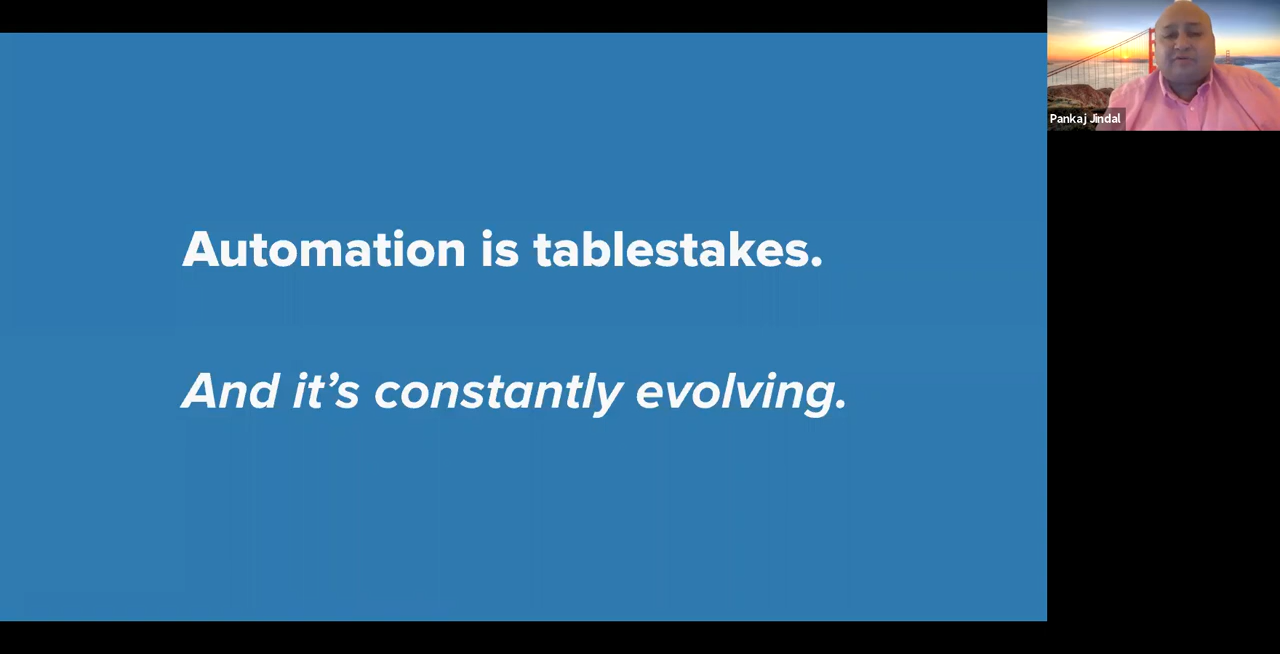 Automation is tablestakes.
And it’s constantly evolving.
Pankaj Jindal